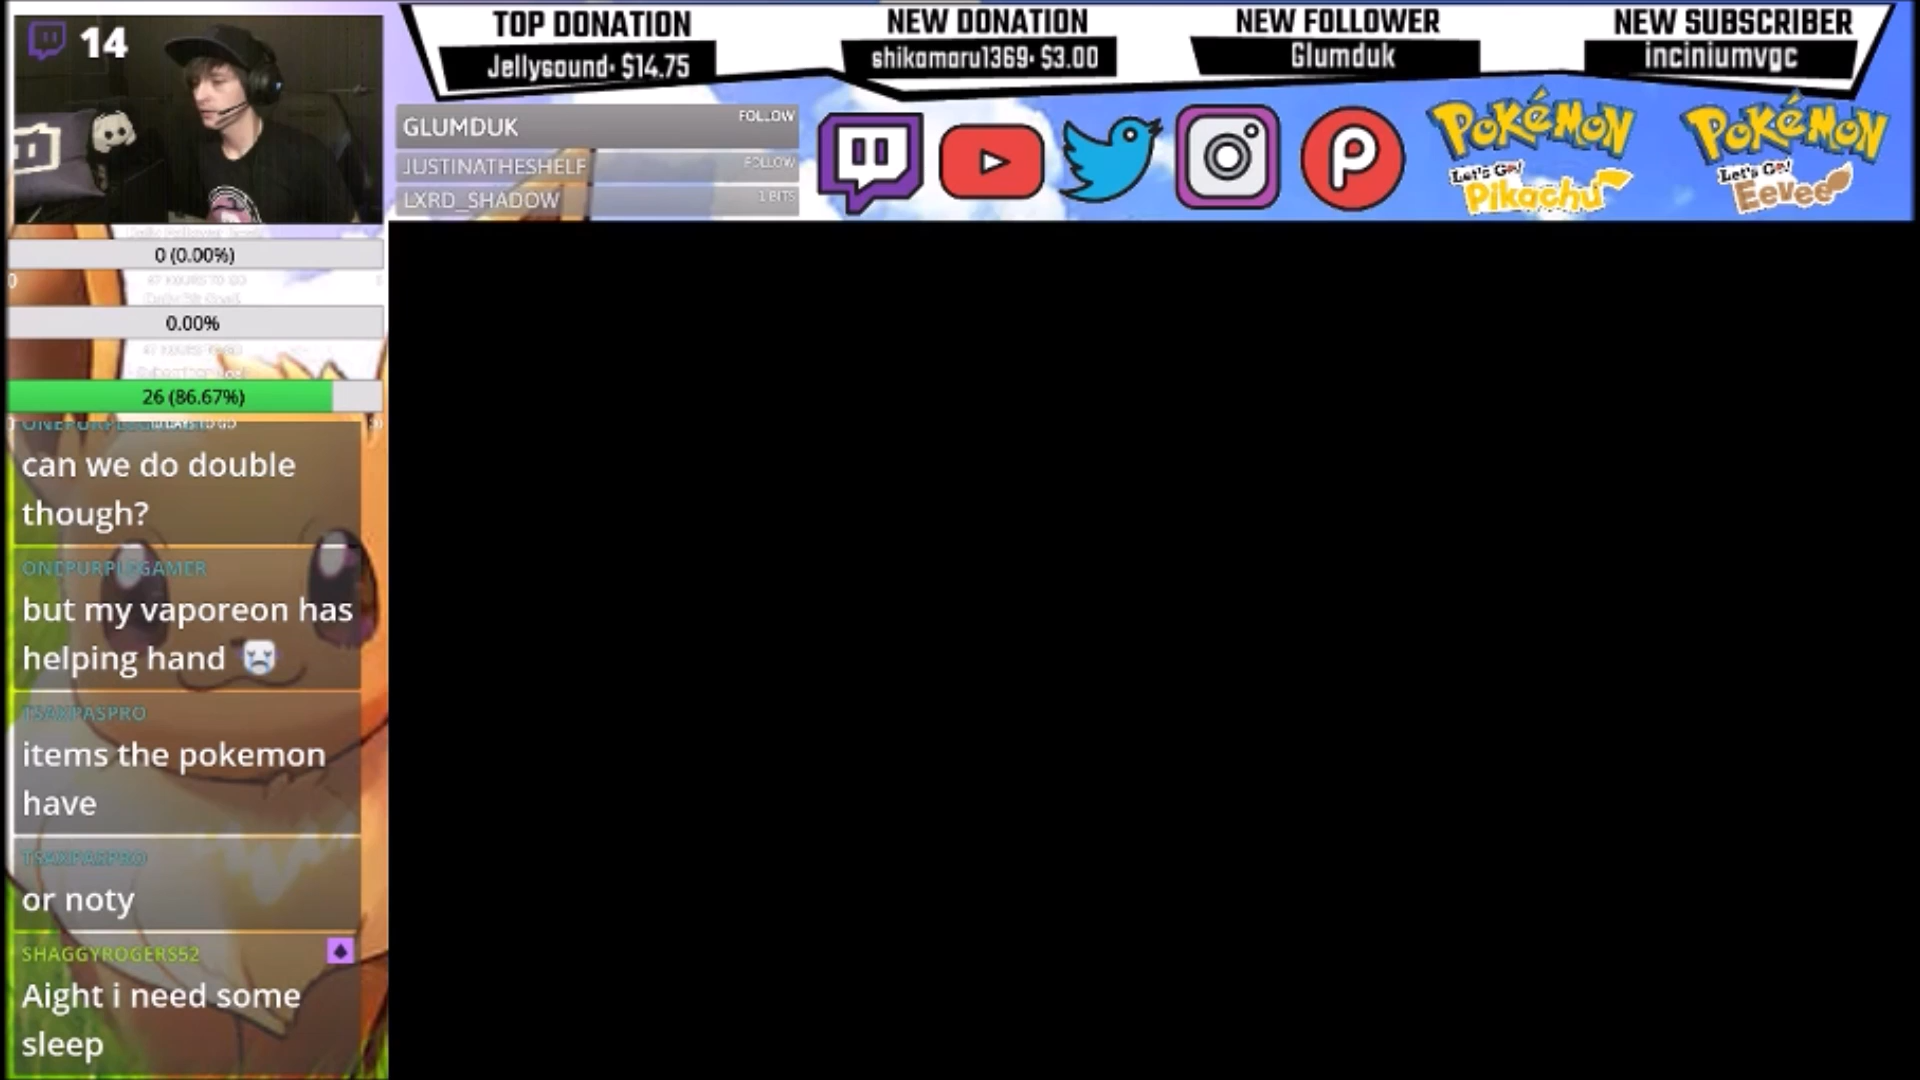 14
TOP DONATION
Jellysound: $14.75
NEW DONATION
shikamaru1369: $3.00
NEW FOLLOWER
Glumduk
NEW SUBSCRIBER
inciniumvgc
GLUMDUK FOLLOW
JUSTINATHESHELF FOLLOW
LXRD_SHADOW 1 BITS
POKéMON
Let's Go!
Pikachu
POKéMON
Let's Go!
Eevee
0 (0.00%)
0.00%
26 (86.67%)
can we do double
though?
ONEPURPLEGAMER
but my vaporeon has
helping hand
TSAXPASPRO
items the pokemon
have
TSAXPASPRO
or noty
SHAGGYROGERS52
Aight i need some
sleep